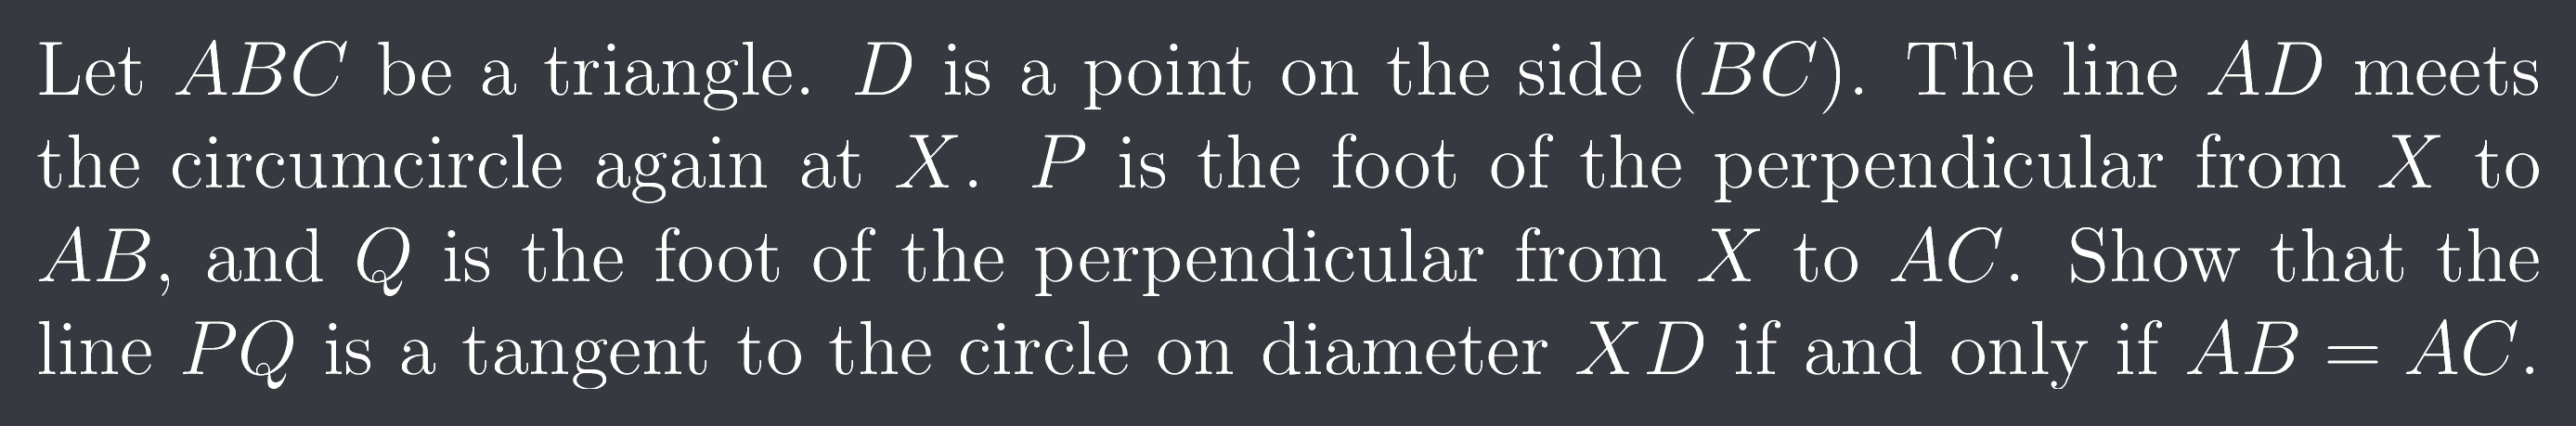 Let ABC be a triangle. D is a point on the side (BC). The line AD meets
the circumcircle again at X. P is the foot of the perpendicular from X to
AB, and Q is the foot of the perpendicular from X to AC. Show that the
line PQ is a tangent to the circle on diameter XD if and only if AB = AC.